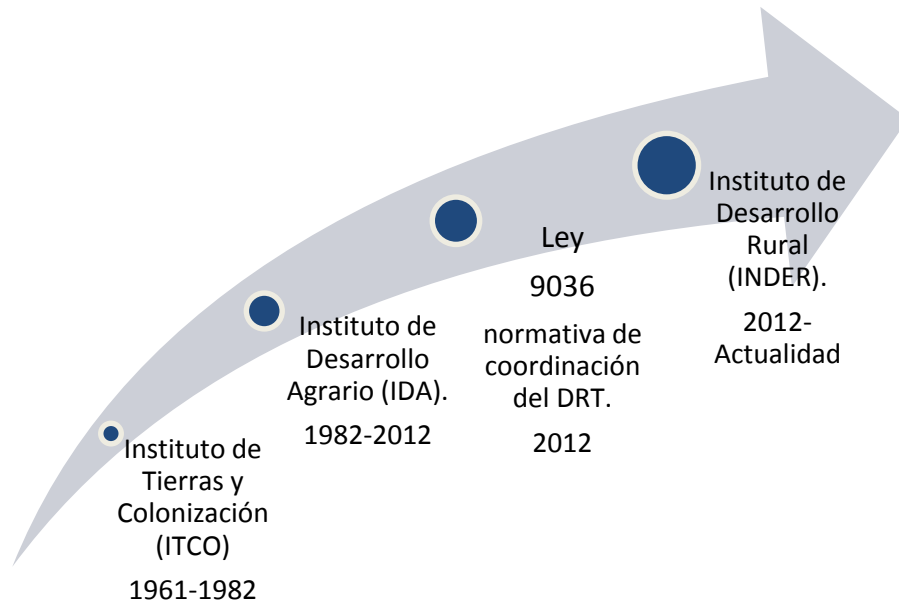 Instituto de
Tierras y
Colonización
(ITCO)
1961-1982
Instituto de
Desarrollo
Agrario (IDA).
1982-2012
Ley
9036
normativa de
coordinación
del DRT.
2012
Instituto de
Desarrollo
Rural
(INDER).
2012-
Actualidad